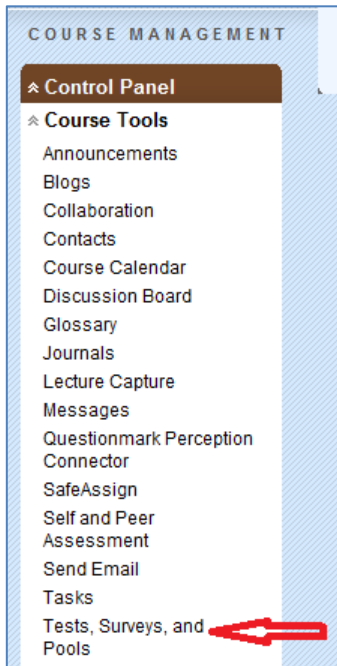 COURSE MANAGEMENT
Control Panel
Course Tools
Announcements
Blogs
Collaboration
Contacts
Course Calendar
Discussion Board
Glossary
Journals
Lecture Capture
Messages
Questionmark Perception
Connector
SafeAssign
Self and Peer
Assessment
Send Email
Tasks
Tests, Surveys, and
Pools